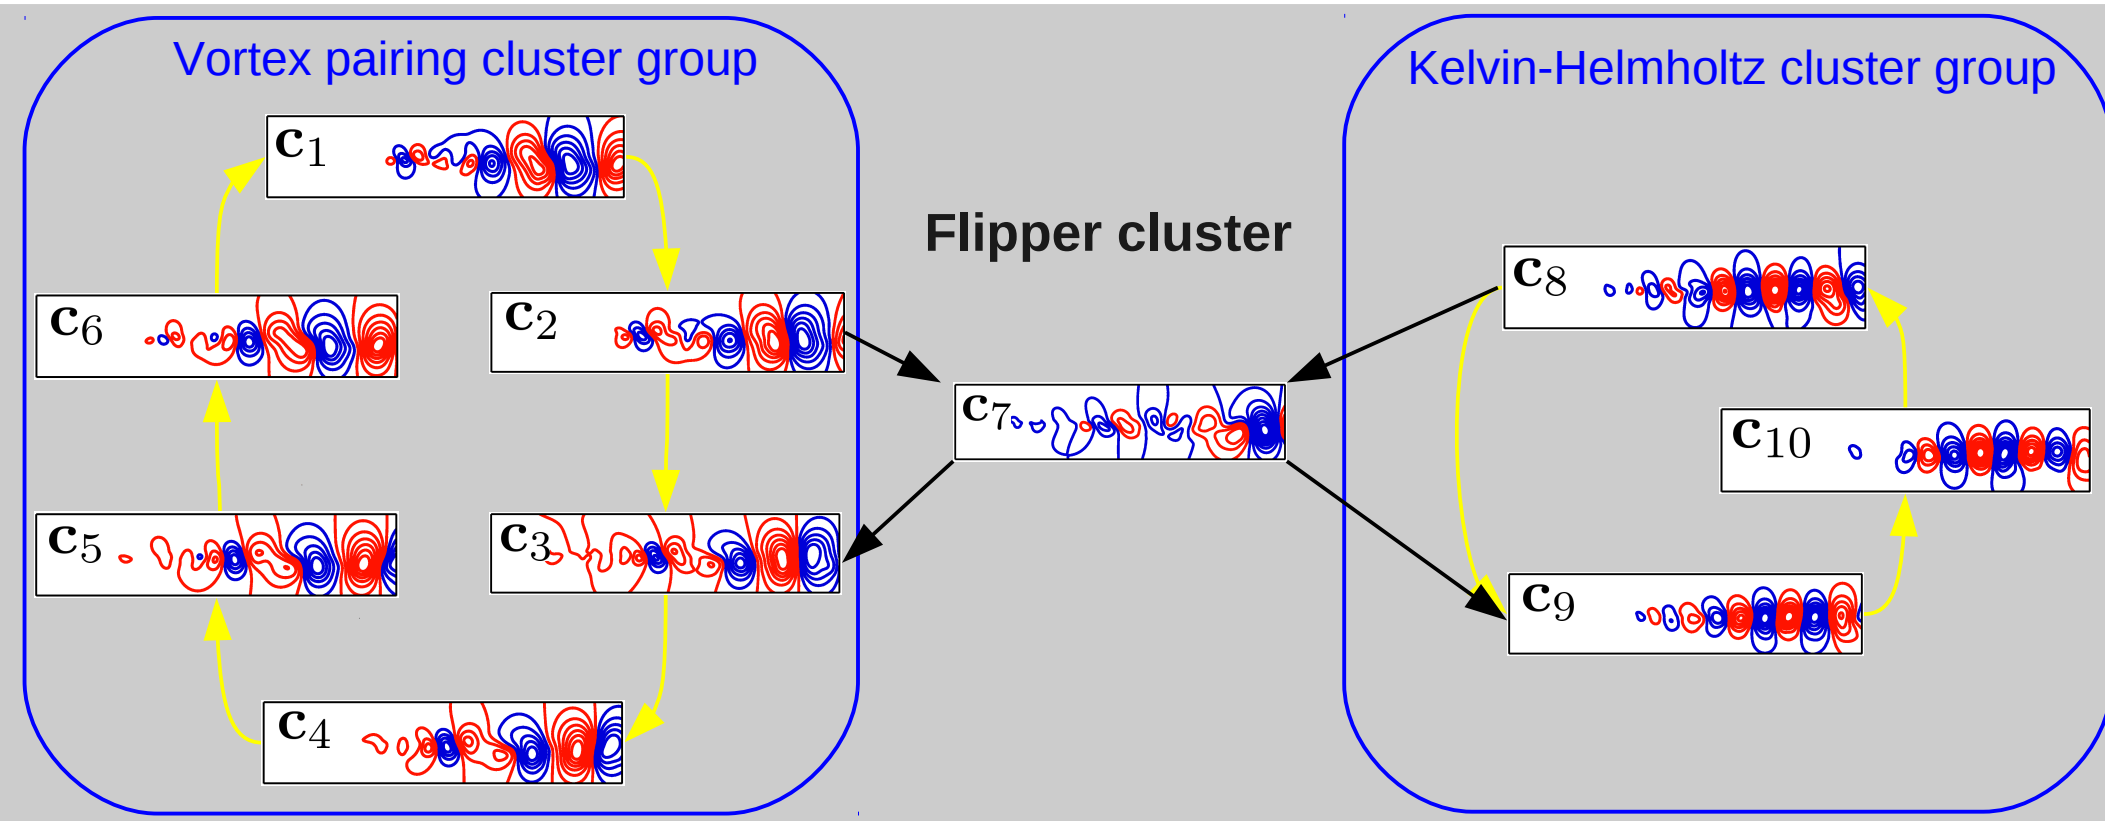 Vortex pairing cluster group
Kelvin-Helmholtz cluster group
Flipper cluster
c1
c2
c3
c4
c5
c6
c7
c8
c9
c10